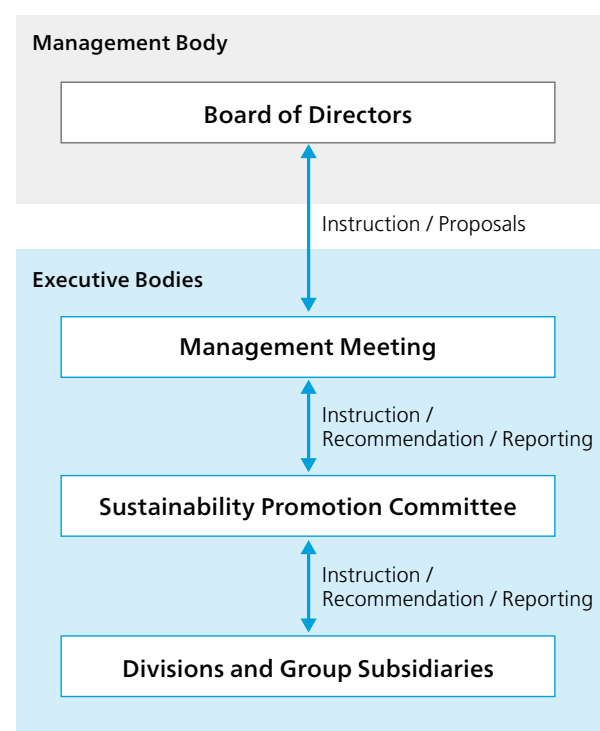 Management Body
Board of Directors
Instruction / Proposals
Executive Bodies
Management Meeting
Instruction /
Recommendation / Reporting
Sustainability Promotion Committee
Instruction /
Recommendation / Reporting
Divisions and Group Subsidiaries